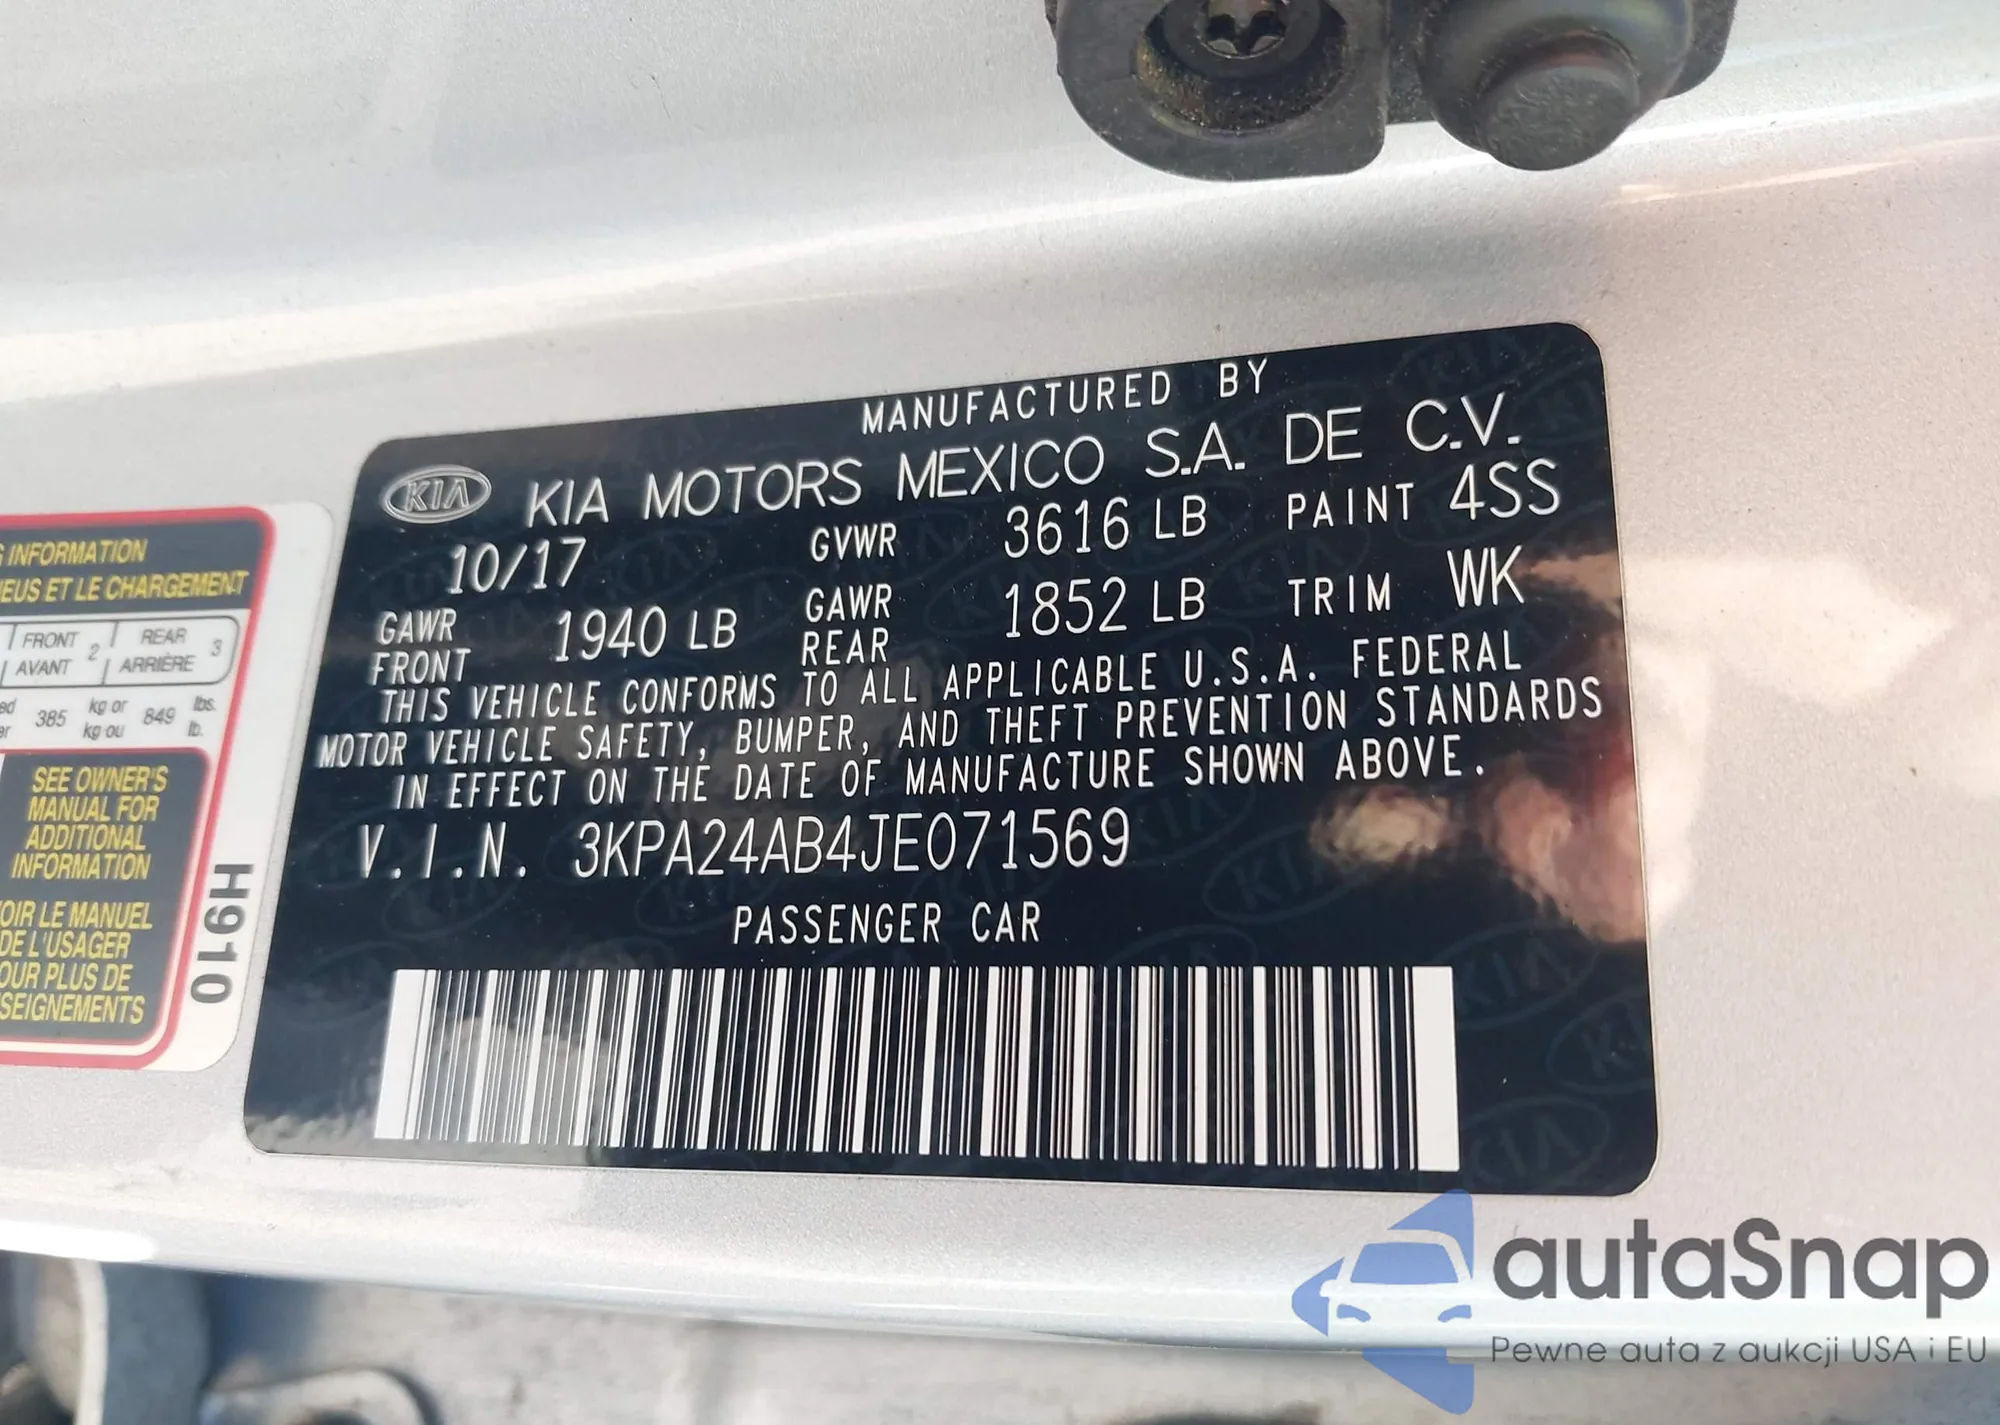 MANUFACTURED BY
KIA KIA MOTORS MEXICO S.A. DE C.V.
10/17 GVWR 3616 LB PAINT 4SS
GAWR FRONT 1940 LB GAWR REAR 1852 LB TRIM WK
THIS VEHICLE CONFORMS TO ALL APPLICABLE U.S.A. FEDERAL
MOTOR VEHICLE SAFETY, BUMPER, AND THEFT PREVENTION STANDARDS
IN EFFECT ON THE DATE OF MANUFACTURE SHOWN ABOVE.
V.I.N. 3KPA24AB4JE071569
PASSENGER CAR
INFORMATION
ET LE CHARGEMENT
FRONT 2 REAR 3
AVANT ARRIÈRE
385 kg or 849 lbs.
kg ou lb.
SEE OWNER'S
MANUAL FOR
ADDITIONAL
INFORMATION
LE MANUEL
DE L'USAGER
PLUS DE
H910
autaSnap
Pewne auta z aukcji USA i EU